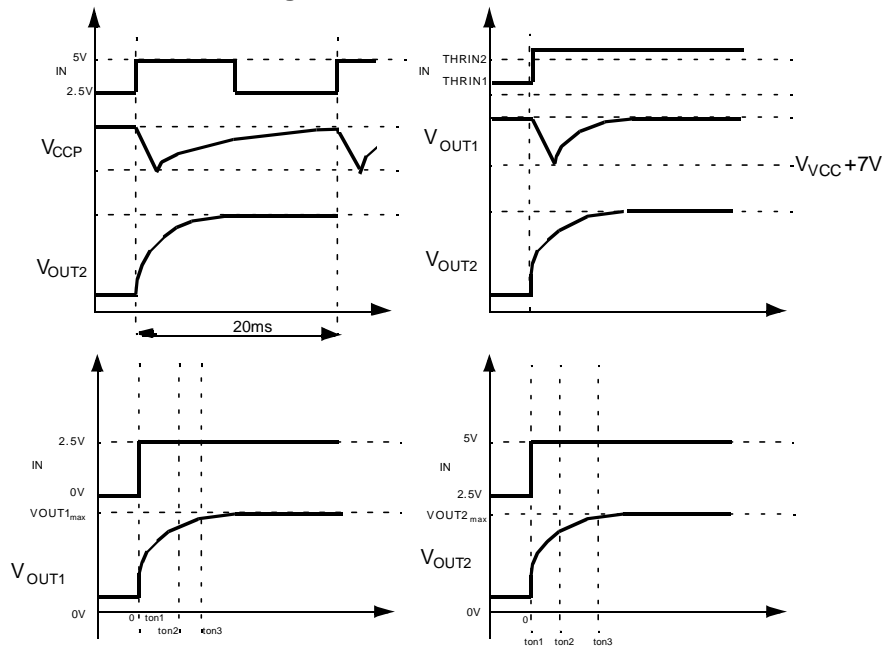 5V
IN
2.5V
VCCP
VOUT2
20ms
THRIN2
IN
THRIN1
VOUT1
VVCC+7V
VOUT2
2.5V
IN
0V
VOUT1max
VOUT1
0V
0 ton1
ton2 ton3
5V
IN
2.5V
VOUT2max
VOUT2
0V
0
ton1 ton2 ton3